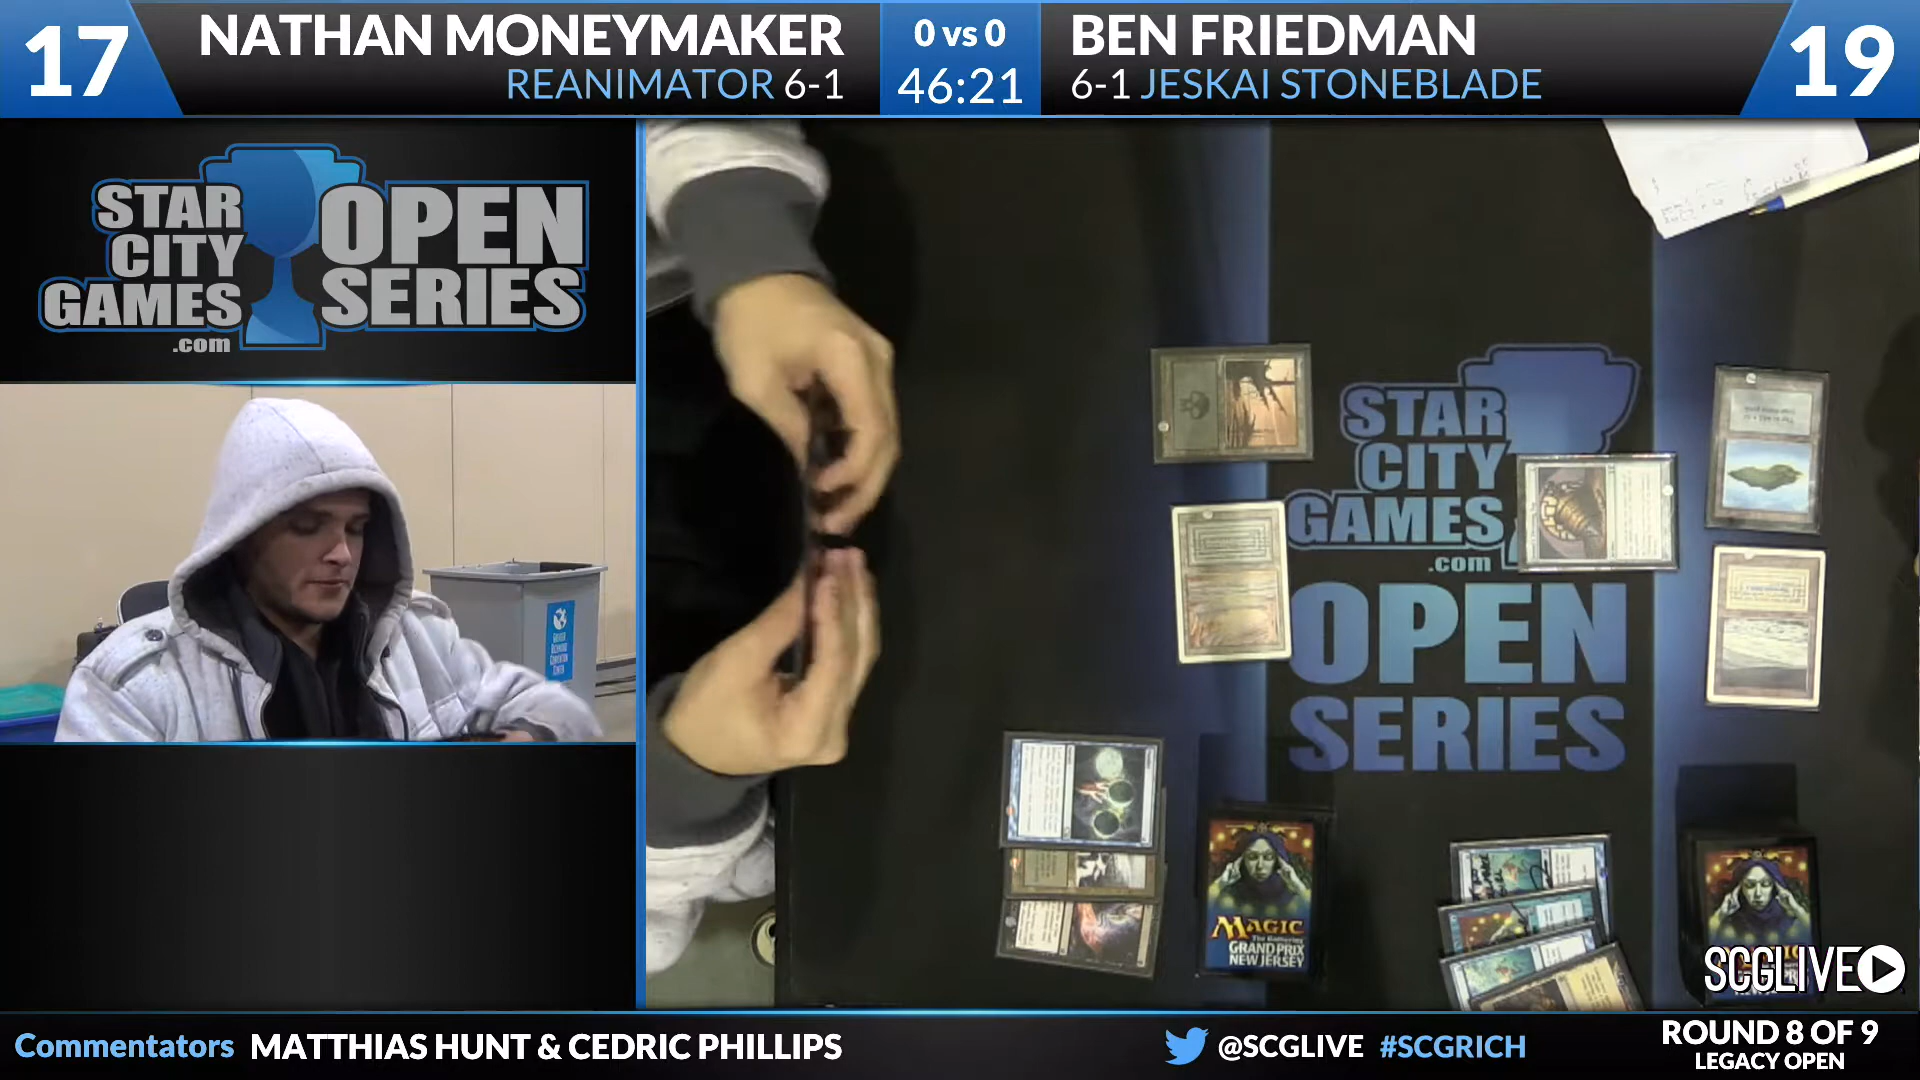 17
NATHAN MONEYMAKER
REANIMATOR 6-1
0 vs 0
46:21
BEN FRIEDMAN
6-1 JESKAI STONEBLADE
19
STAR
CITY
GAMES
.com
OPEN
SERIES
STAR
CITY
GAMES
.com
OPEN
SERIES
MAGIC
The Gathering
GRAND PRIX
NEW JERSEY
SCGLIVE
Commentators MATTHIAS HUNT & CEDRIC PHILLIPS
@SCGLIVE #SCGRICH
ROUND 8 OF 9
LEGACY OPEN